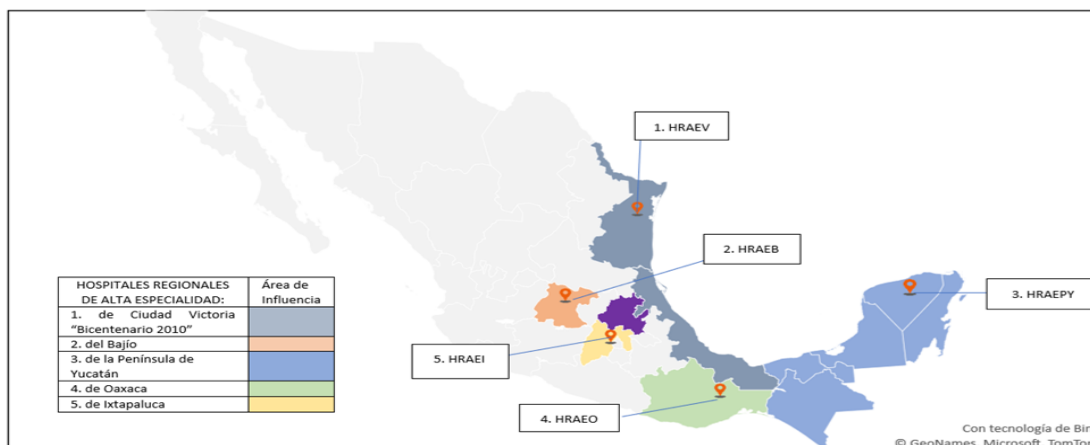 1. HRAEV
2. HRAEB
3. HRAEPY
5. HRAEI
4. HRAEO
HOSPITALES REGIONALES DE ALTA ESPECIALIDAD:
Área de Influencia
1. de Ciudad Victoria
“Bicentenario 2010”
2. del Bajío
3. de la Península de
Yucatán
4. de Oaxaca
5. de Ixtapaluca
Con tecnología de Bin
© GeoNames, Microsoft, TomTom